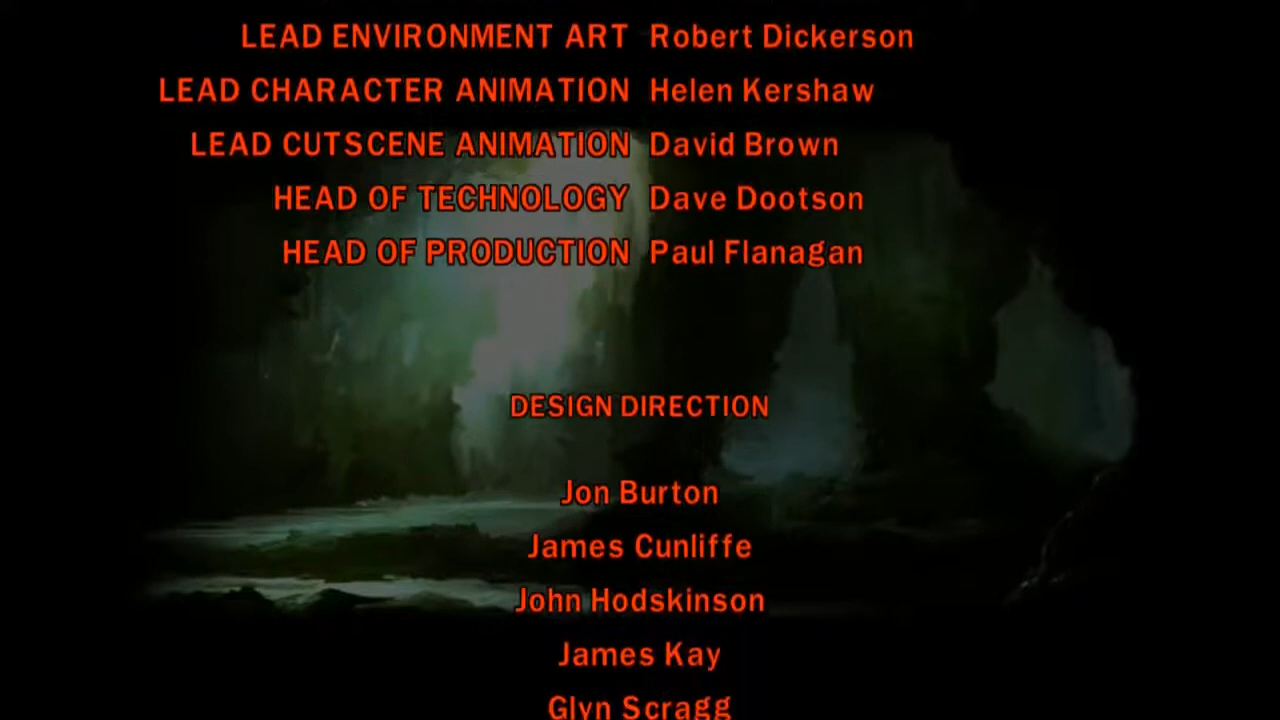 LEAD ENVIRONMENT ART Robert Dickerson
LEAD CHARACTER ANIMATION Helen Kershaw
LEAD CUTSCENE ANIMATION David Brown
HEAD OF TECHNOLOGY Dave Dootson
HEAD OF PRODUCTION Paul Flanagan
DESIGN DIRECTION
Jon Burton
James Cunliffe
John Hodskinson
James Kay
Glyn Scragg